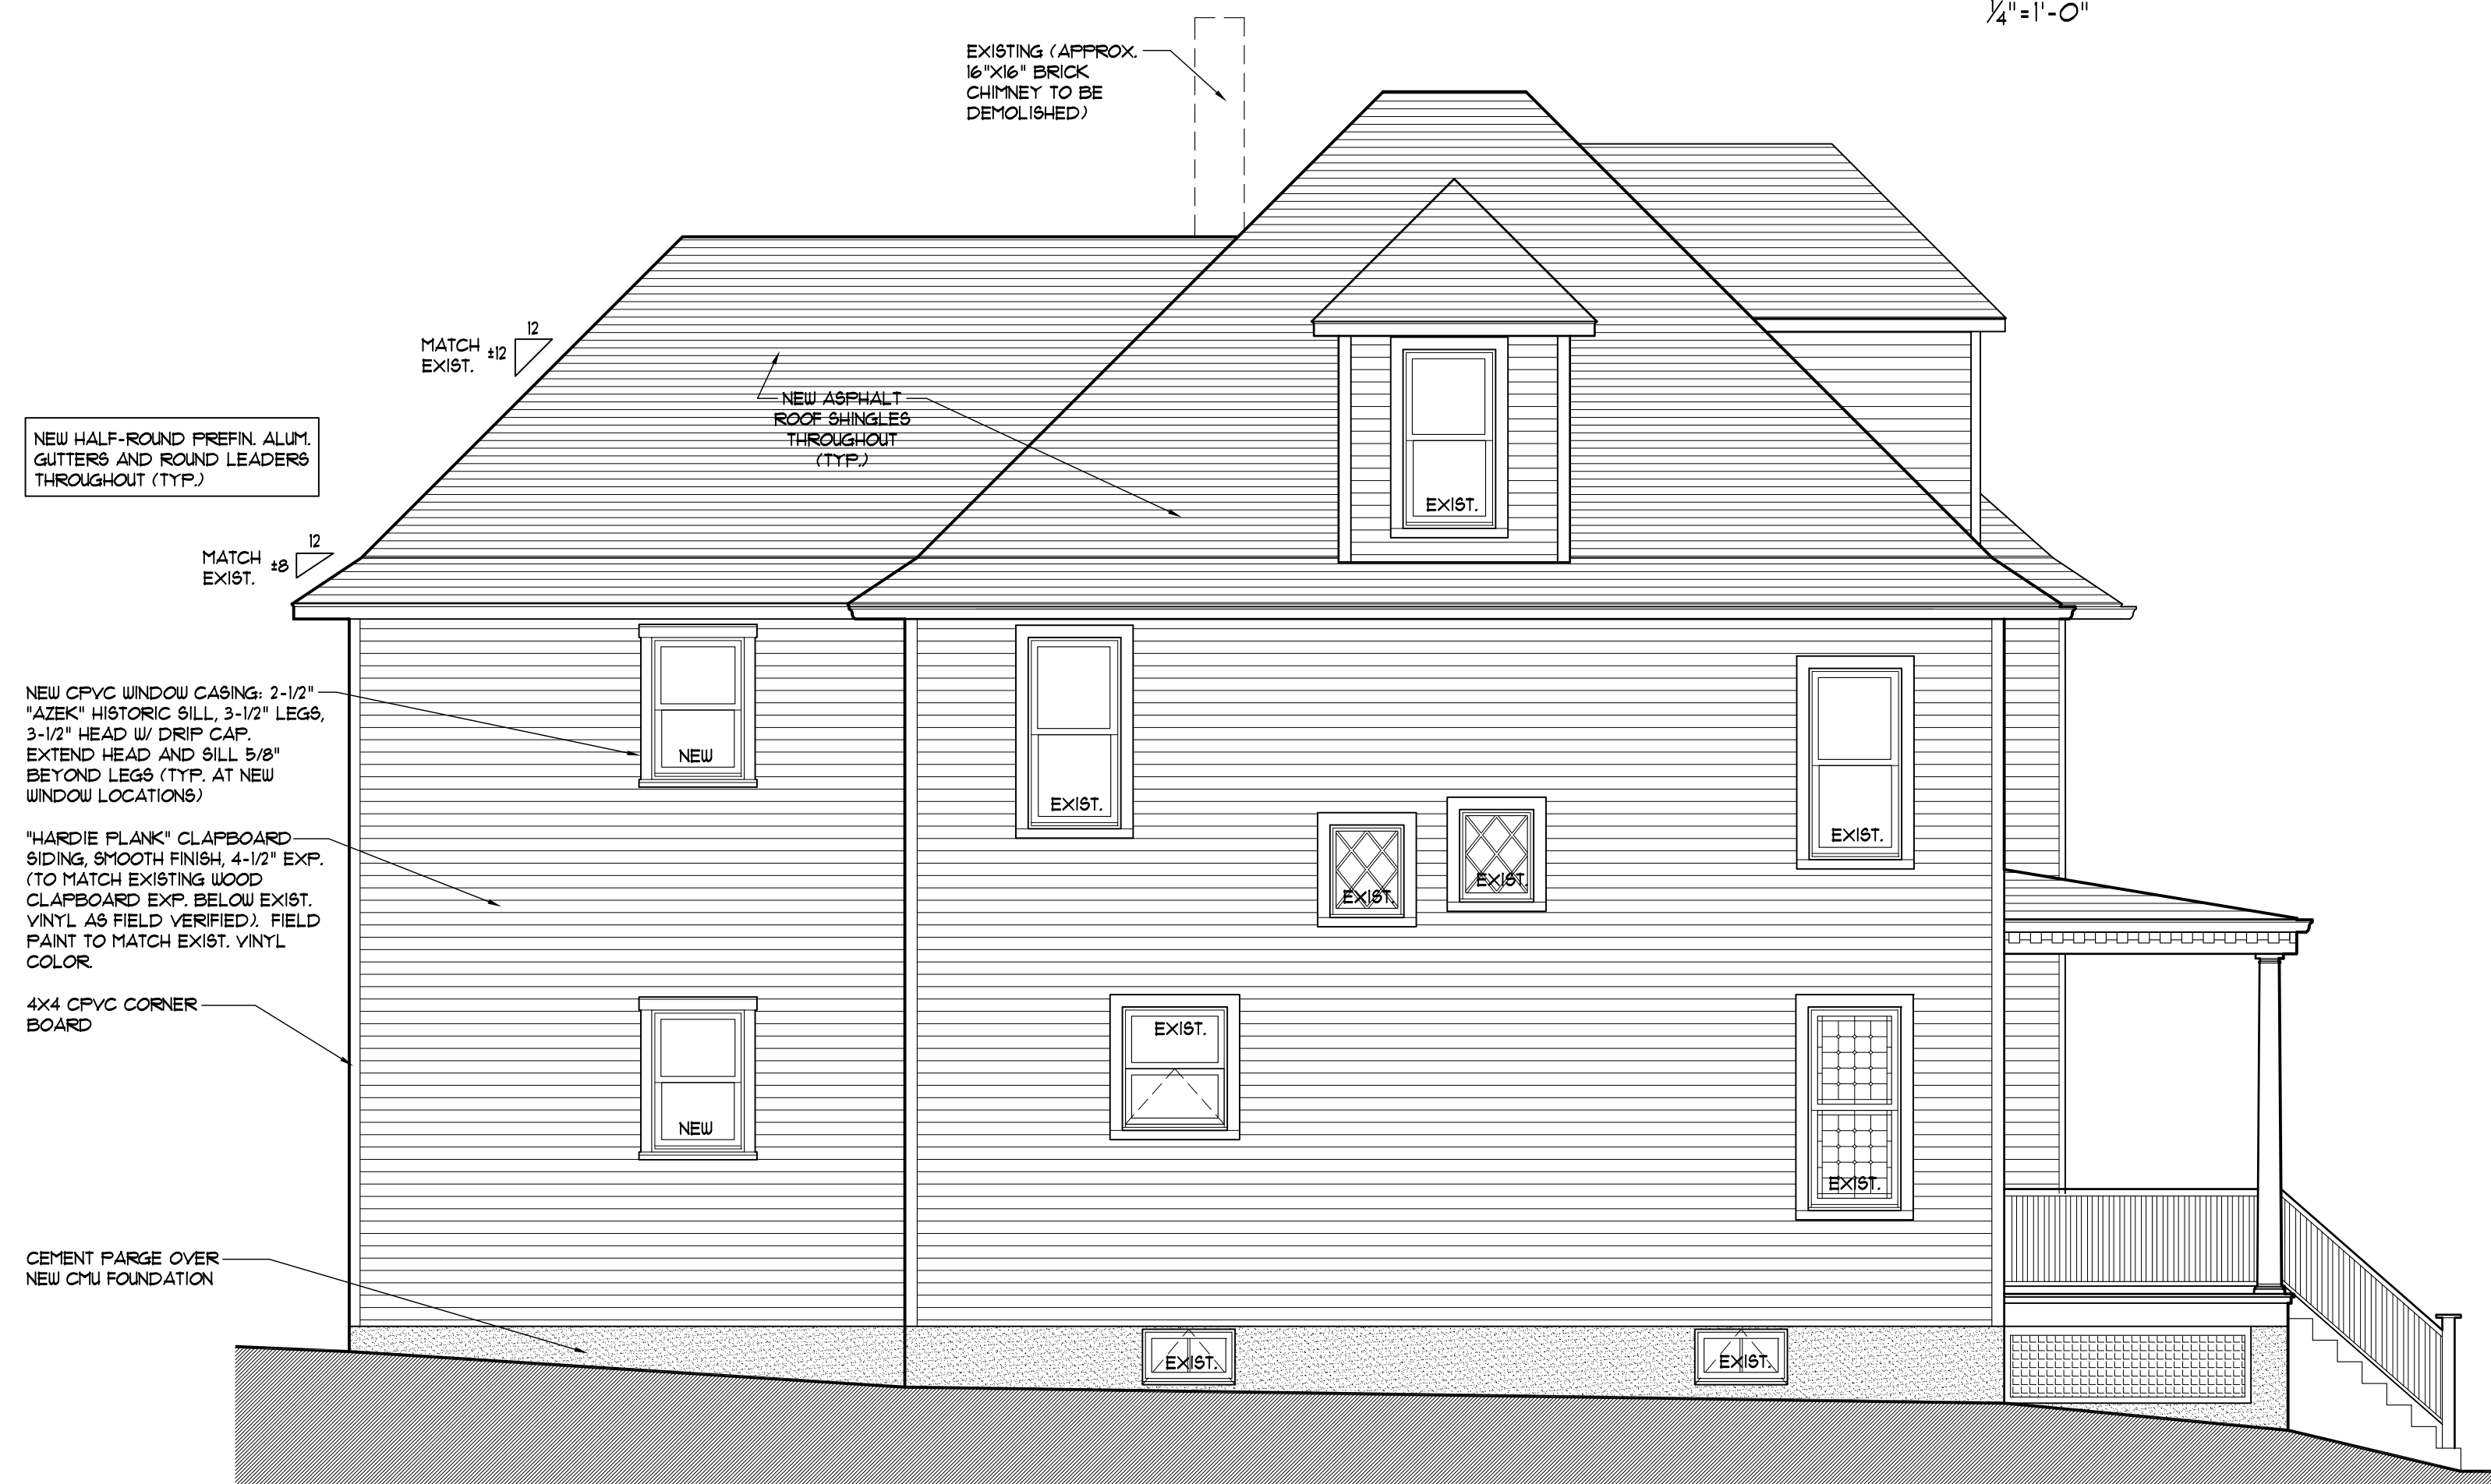 1/4"=1'-0"
EXISTING (APPROX.
16"X16" BRICK
CHIMNEY TO BE
DEMOLISHED)
12
MATCH
EXIST.
±12
NEW ASPHALT
ROOF SHINGLES
THROUGHOUT
(TYP.)
NEW HALF-ROUND PREFIN. ALUM.
GUTTERS AND ROUND LEADERS
THROUGHOUT (TYP.)
EXIST.
12
MATCH
EXIST.
±8
NEW CPVC WINDOW CASING: 2-1/2"
"AZEK" HISTORIC SILL, 3-1/2" LEGS,
3-1/2" HEAD W/ DRIP CAP.
EXTEND HEAD AND SILL 5/8"
BEYOND LEGS (TYP. AT NEW
WINDOW LOCATIONS)
NEW
EXIST.
EXIST.
"HARDIE PLANK" CLAPBOARD
SIDING, SMOOTH FINISH, 4-1/2" EXP.
(TO MATCH EXISTING WOOD
CLAPBOARD EXP. BELOW EXIST.
VINYL AS FIELD VERIFIED). FIELD
PAINT TO MATCH EXIST. VINYL
COLOR.
EXIST.
EXIST.
4X4 CPVC CORNER
BOARD
EXIST.
NEW
EXIST.
CEMENT PARGE OVER
NEW CMU FOUNDATION
EXIST.
EXIST.